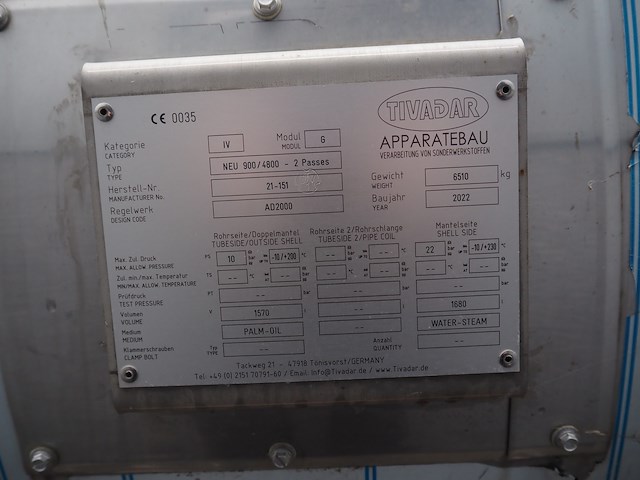 CE 0035
TIVADAR
APPARATEBAU
VERARBEITUNG VON SONDERWERKSTOFFEN
Kategorie IV Modul G
CATEGORY MODUL
Typ NEU 900/4800 - 2 Passes
TYPE
Gewicht 6510 kg
WEIGHT
Herstell-Nr. 21-151
MANUFACTURER No.
Baujahr 2022
YEAR
Regelwerk AD2000
DESIGN CODE
Rohrseite/Doppelmantel Rohrseite 2/Rohrschlange Mantelseite
TUBESIDE/OUTSIDE SHELL TUBESIDE 2/PIPE COIL SHELL SIDE
Max. Zul. Druck PS 10 -10/+200 -- -- 22 -10/+230 °C
MAX. ALLOW PRESSURE
Zul. min./max. Temperatur TS -- -- °C -- -- °C -- -- °C
MIN/MAX. ALLOW. TEMPERATURE
Prüfdruck PT -- bar -- bar -- bar
TEST PRESSURE
Volumen V 1570 l -- l 1680 l
VOLUME
Medium PALM-OIL -- WATER-STEAM
MEDIUM
Klammerschrauben Typ -- Anzahl --
CLAMP BOLT TYPE QUANTITY
Tackweg 21 - 47918 Tönisvorst/GERMANY
Tel: +49 (0) 2151 70791-60 / Email: Info@Tivadar.de / www.Tivadar.de